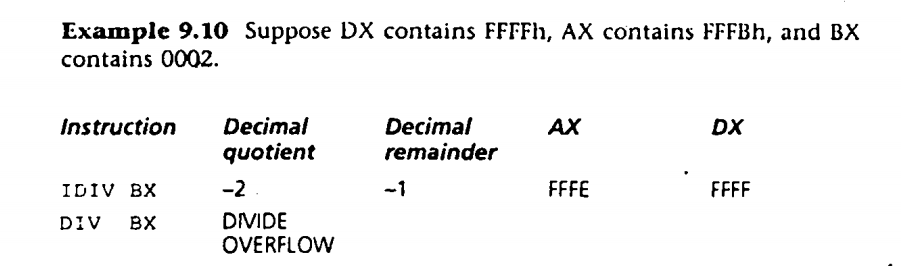 Example 9.10 Suppose DX contains FFFFh, AX contains FFFBh, and BX
contains 0002.
Instruction Decimal quotient Decimal remainder AX DX
IDIV BX -2 -1 FFFE FFFF
DIV BX DIVIDE OVERFLOW